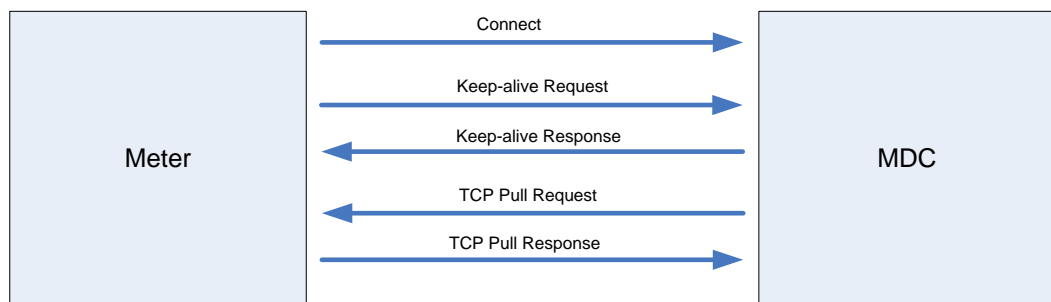 Connect
Keep-alive Request
Keep-alive Response
Meter
MDC
TCP Pull Request
TCP Pull Response